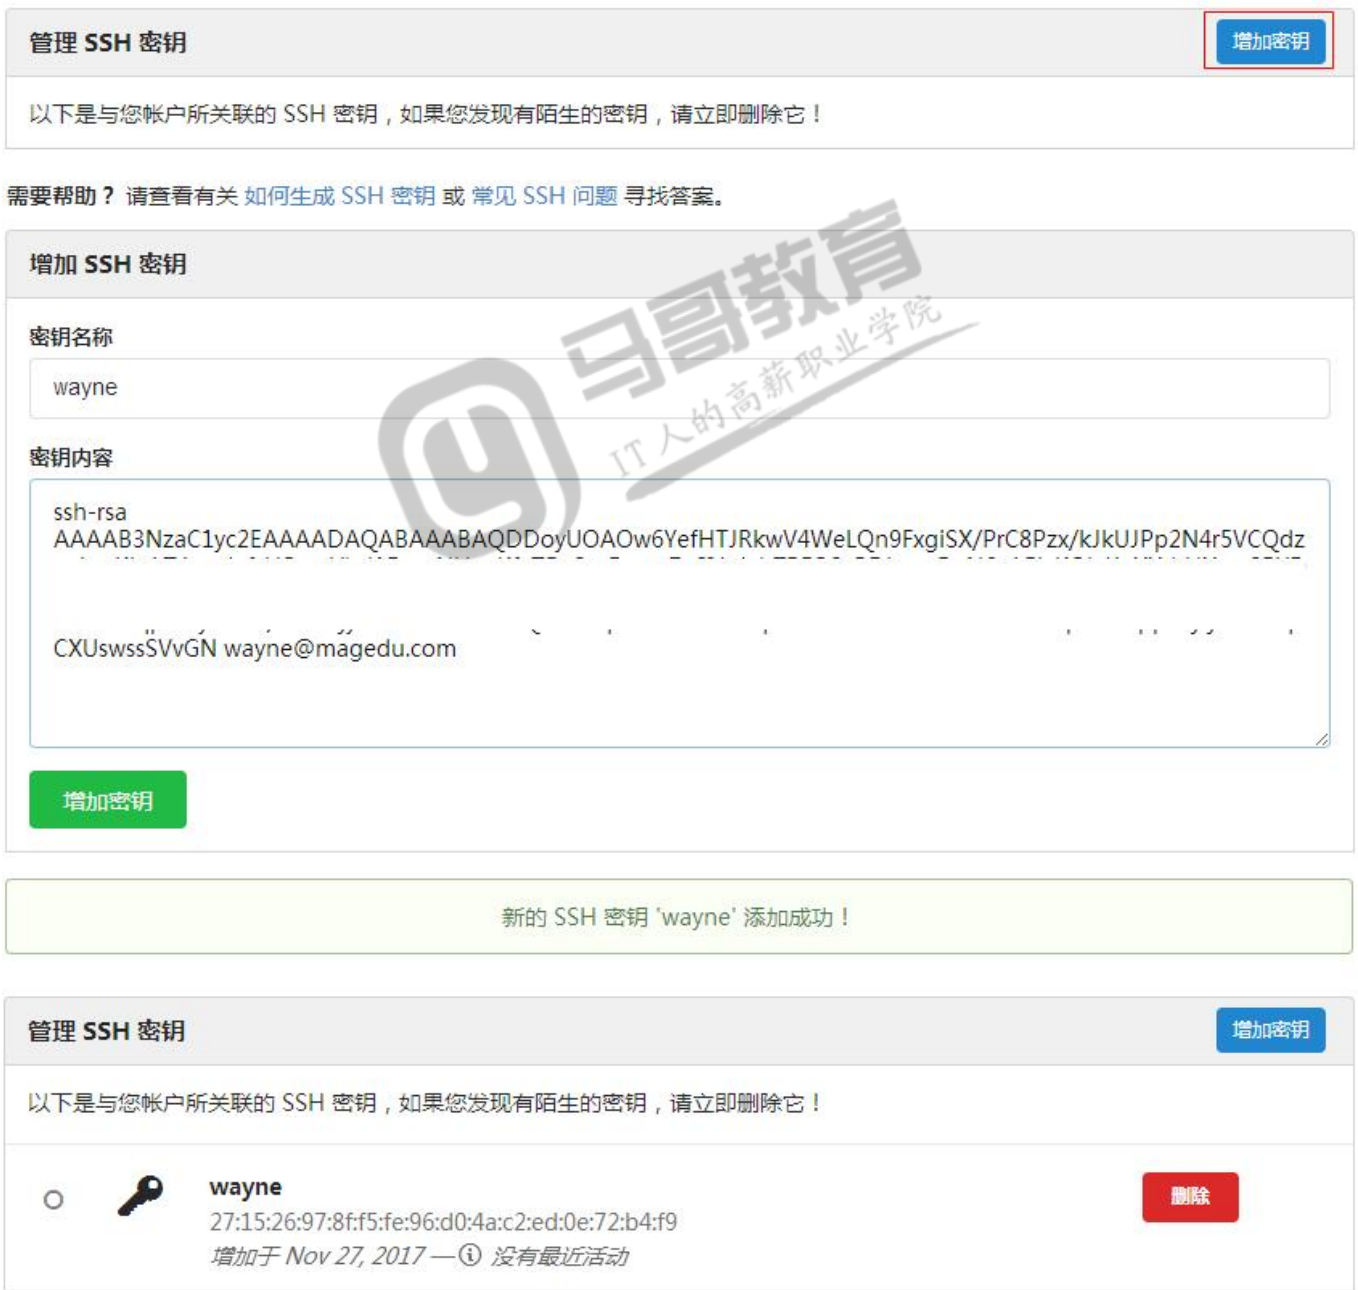 管理 SSH 密钥
增加密钥
以下是与您帐户所关联的 SSH 密钥，如果您发现有陌生的密钥，请立即删除它！
需要帮助？ 请查看有关 如何生成 SSH 密钥 或 常见 SSH 问题 寻找答案。
增加 SSH 密钥
密钥名称
wayne
马哥教育
IT人的高薪职业学院
密钥内容
ssh-rsa
AAAAB3NzaC1yc2EAAAADAQABAAABAQDDoyUOAOw6YefHTJRkwV4WeLQn9FxgiSX/PrC8Pzx/kJkUJPp2N4r5VCQdz
CXUswssSVvGN wayne@magedu.com
增加密钥
新的 SSH 密钥 'wayne' 添加成功！
管理 SSH 密钥
增加密钥
以下是与您帐户所关联的 SSH 密钥，如果您发现有陌生的密钥，请立即删除它！
wayne
删除
27:15:26:97:8f:f5:fe:96:d0:4a:c2:ed:0e:72:b4:f9
增加于 Nov 27, 2017 — 没有最近活动